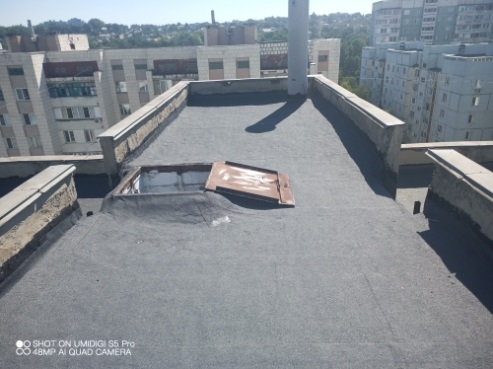 SHOT ON UMIDIGI S5 Pro
48MP AI QUAD CAMERA